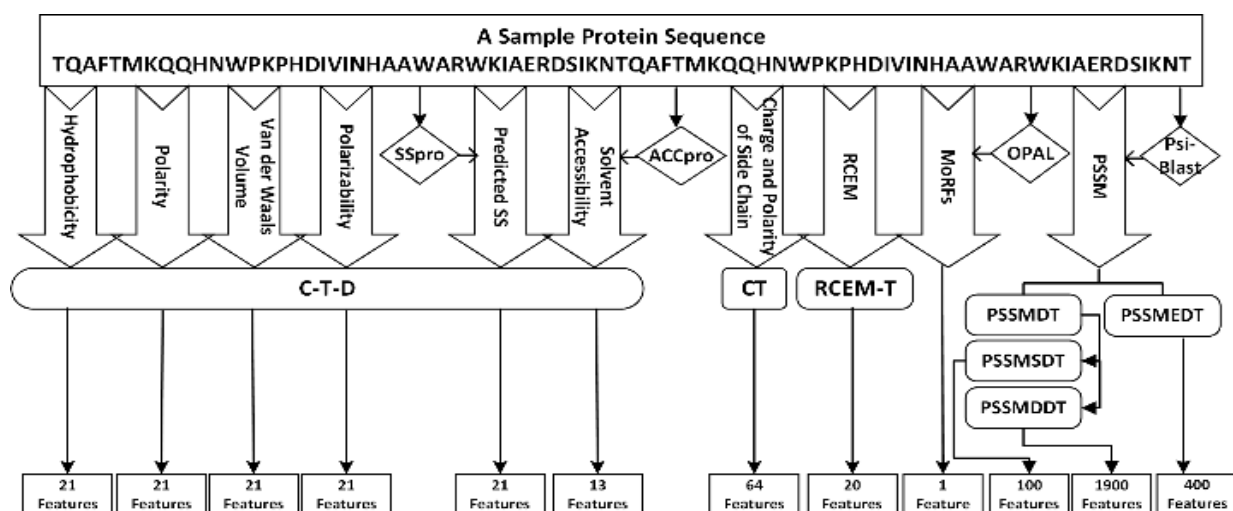 A Sample Protein Sequence
TQAFTMKQQHNWPKPHDIVINHAAWARWKIAERDSIKNTQAFTMKQQHNWPKPHDIVINHAAWARWKIAERDSIKNT
Hydrophobicity
Polarity
Van der Waals
Volume
Polarizability
SSpro
Predicted SS
Solvent
Accessibility
ACCpro
Charge and Polarity
of Side Chain
RCEM
MoRFs
OPAL
PSSM
Psi-
Blast
C-T-D
CT
RCEM-T
PSSMDT
PSSMEDT
PSSMSDT
PSSMDDT
21
Features
21
Features
21
Features
21
Features
21
Features
13
Features
64
Features
20
Features
1
Feature
100
Features
1900
Features
400
Features